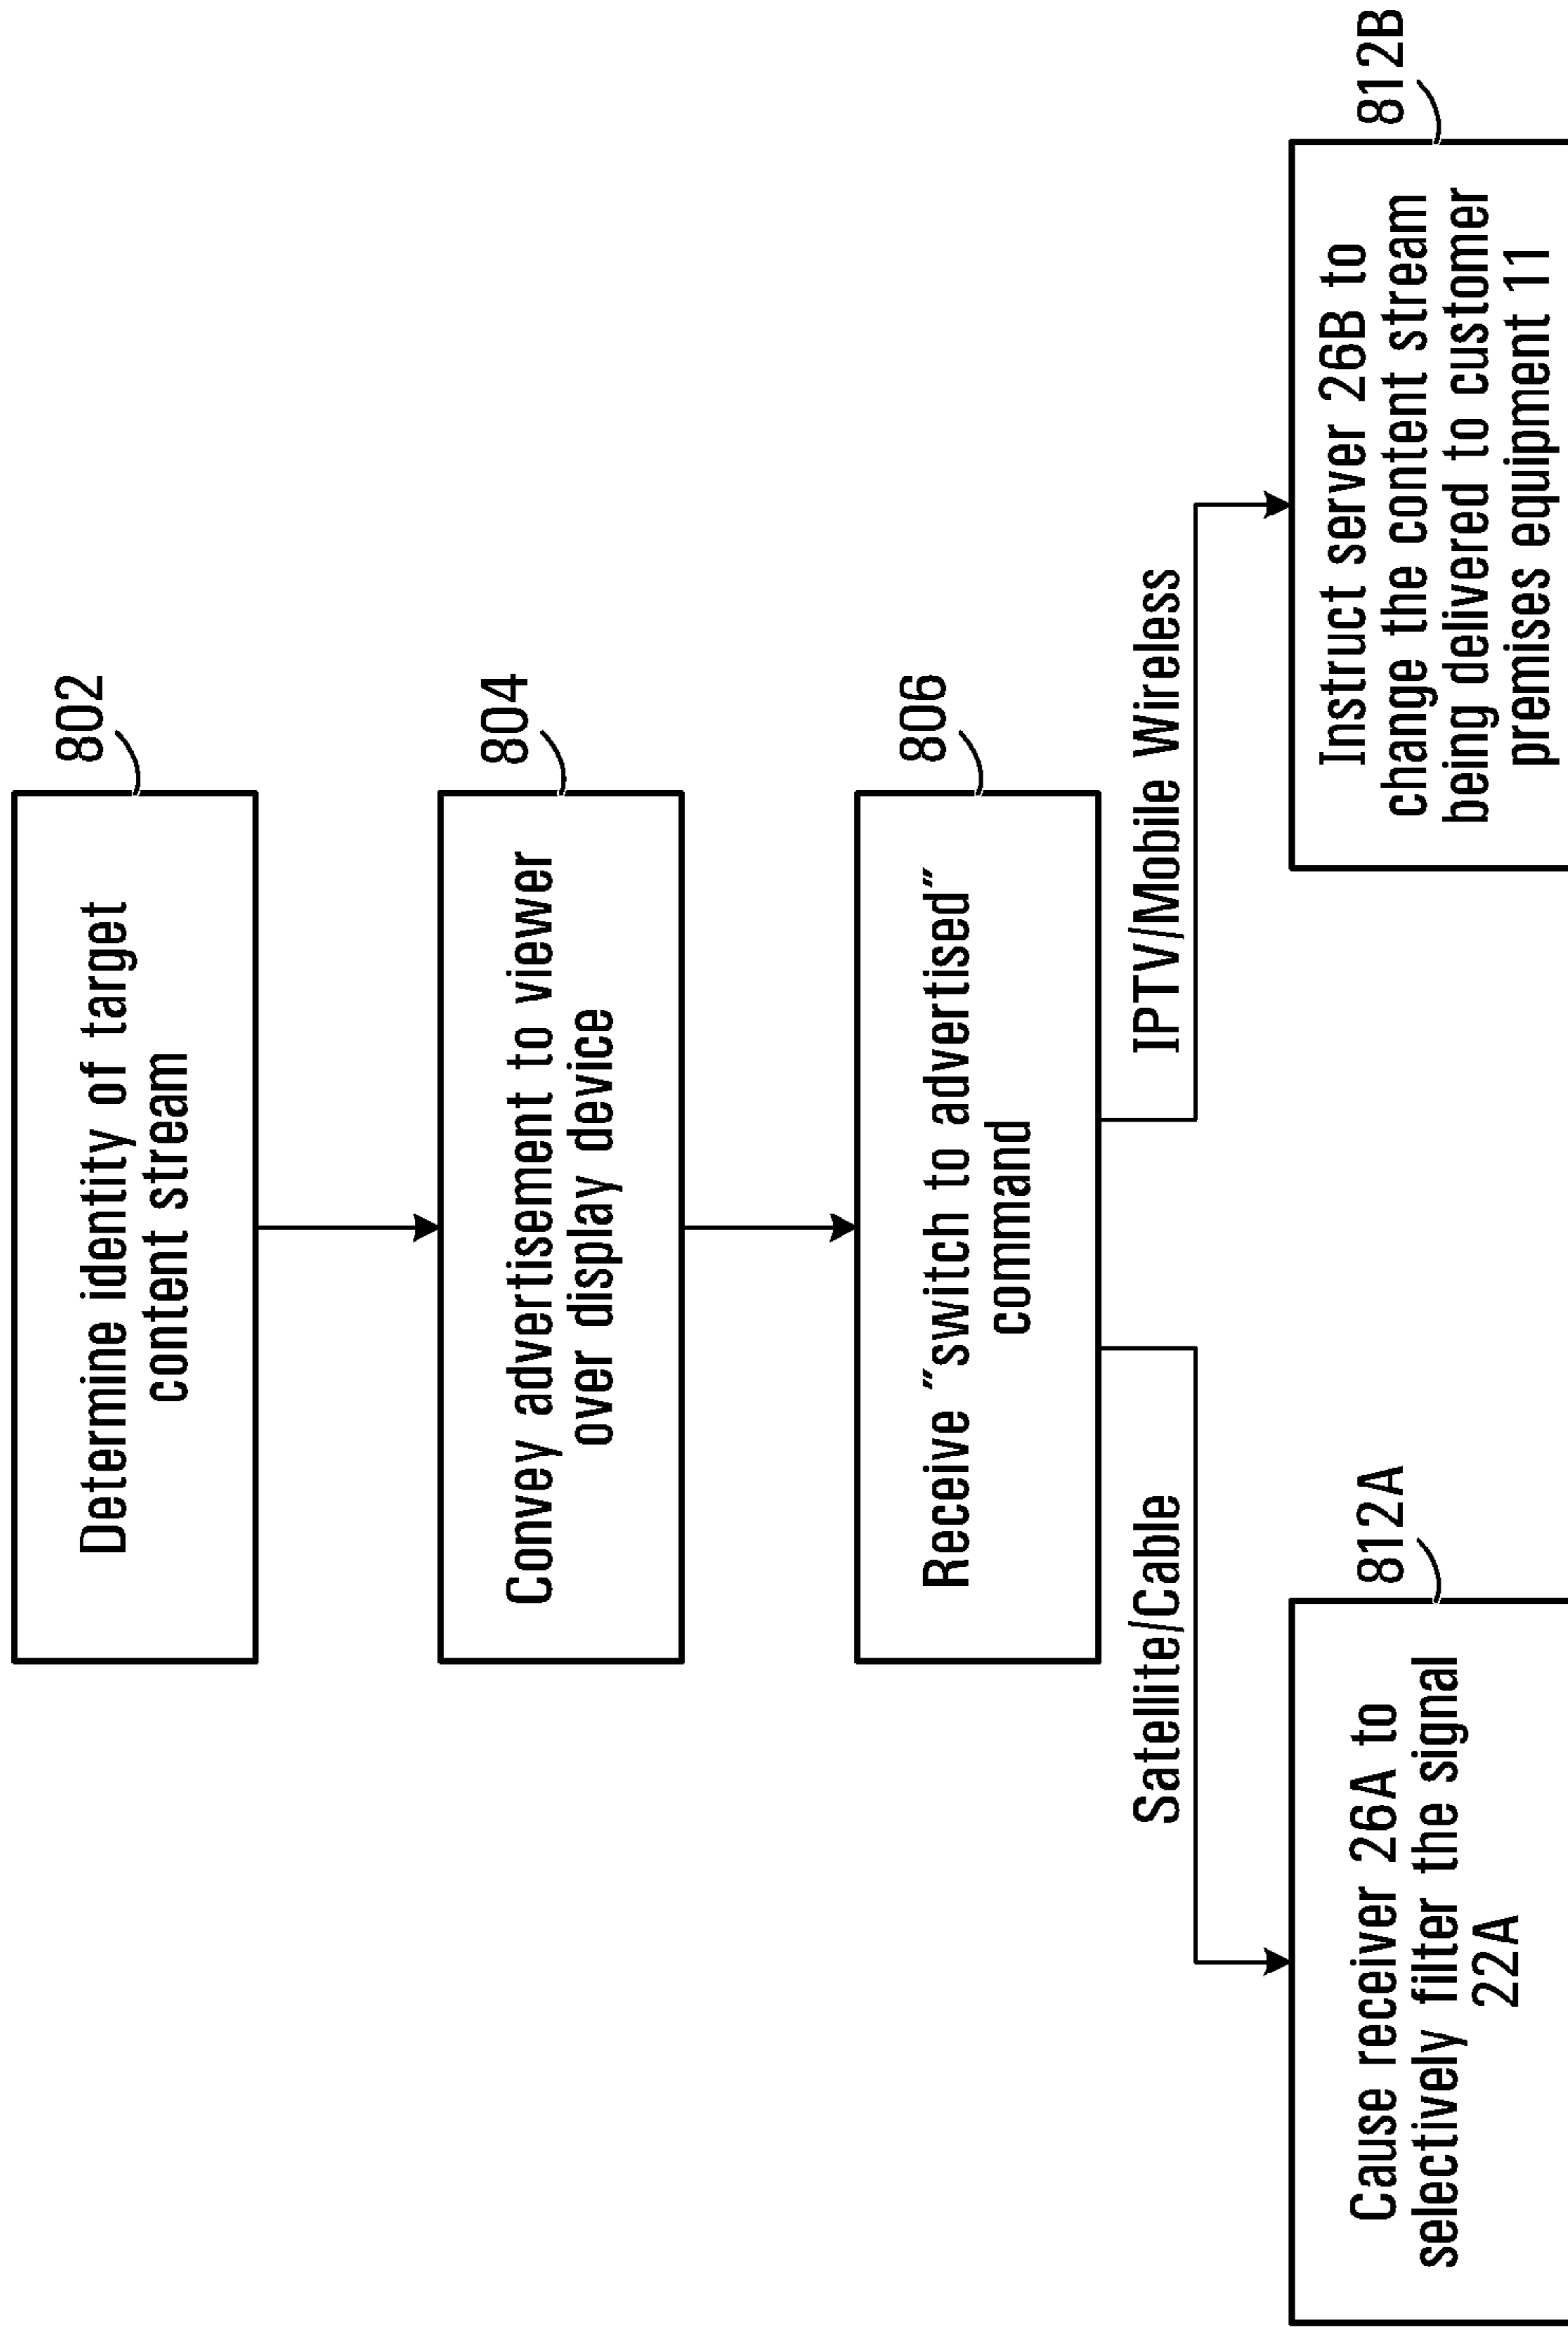 802
Determine identity of target
content stream
804
Convey advertisement to viewer
over display device
806
Receive "switch to advertised"
command
Satellite/Cable
IPTV/Mobile Wireless
812A
Cause receiver 26A to
selectively filter the signal
22A
812B
Instruct server 26B to
change the content stream
being delivered to customer
premises equipment 11